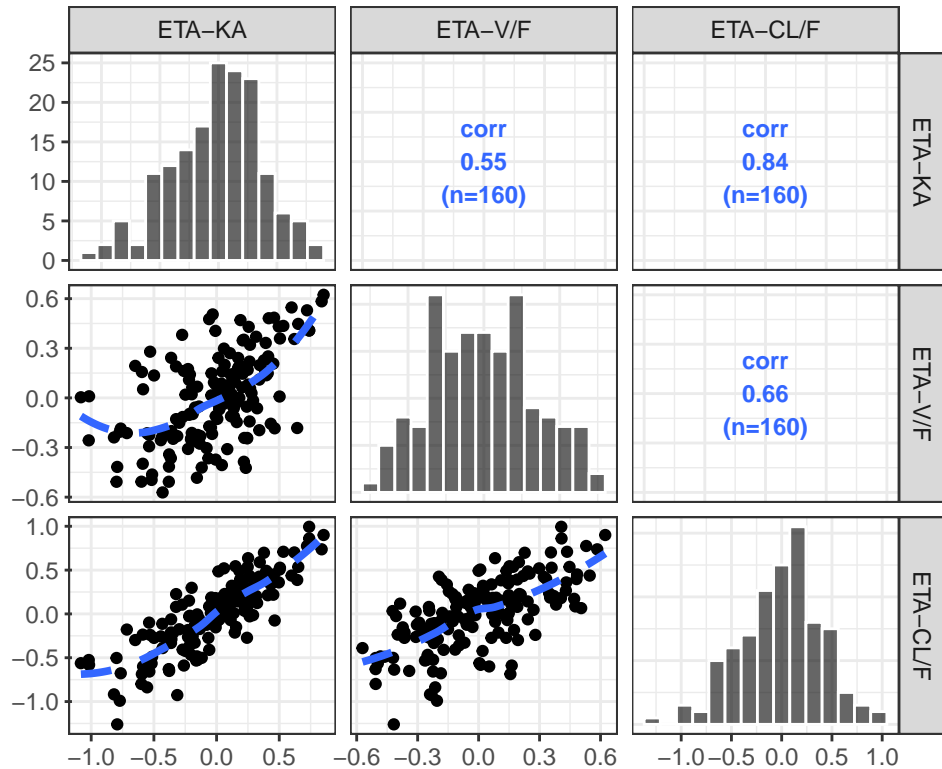 ETA−KA ETA−V/F ETA−CL/F
25
20
15
10
5
0
corr
0.55
(n=160)
corr
0.84
(n=160)
ETA−KA
0.6
0.3
0.0
−0.3
−0.6
corr
0.66
(n=160)
ETA−V/F
1.0
0.5
0.0
−0.5
−1.0
ETA−CL/F
−1.0 −0.5 0.0 0.5 −0.6 −0.3 0.0 0.3 0.6 −1.0 −0.5 0.0 0.5 1.0